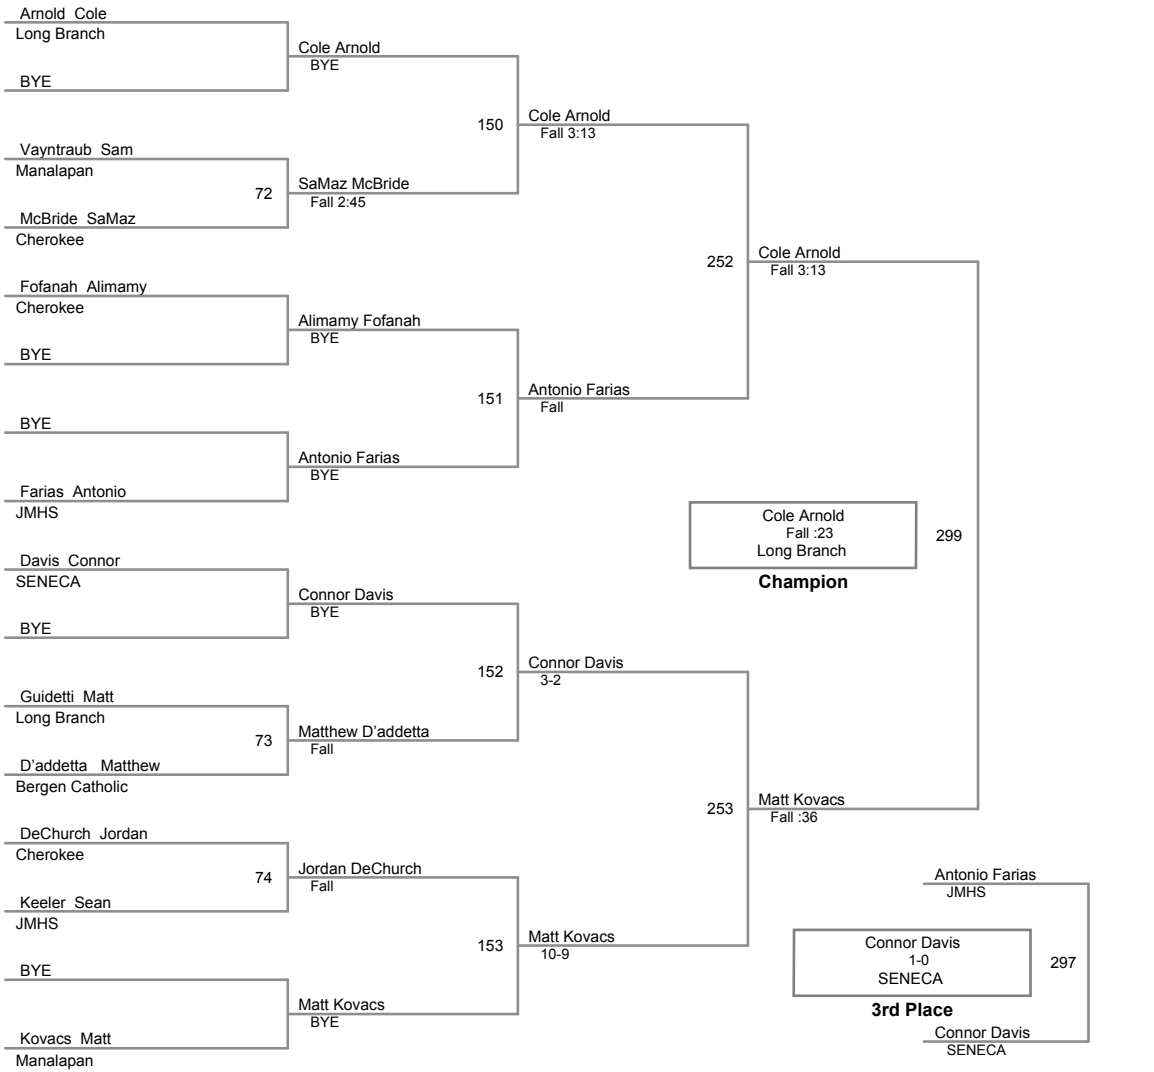 Arnold  Cole
Long Branch
Cole Arnold
BYE
BYE
150
Cole Arnold
Fall 3:13
Vayntraub  Sam
Manalapan
72
SaMaz McBride
Fall 2:45
McBride  SaMaz
Cherokee
252
Cole Arnold
Fall 3:13
Fofanah  Alimamy
Cherokee
Alimamy Fofanah
BYE
BYE
151
Antonio Farias
Fall
BYE
Antonio Farias
BYE
Farias  Antonio
JMHS
Cole Arnold
Fall :23
Long Branch
299
Champion
Davis  Connor
SENECA
Connor Davis
BYE
BYE
152
Connor Davis
3-2
Guidetti  Matt
Long Branch
73
Matthew D'addetta
Fall
D'addetta   Matthew
Bergen Catholic
253
Matt Kovacs
Fall :36
DeChurch  Jordan
Cherokee
74
Jordan DeChurch
Fall
Keeler  Sean
JMHS
153
Matt Kovacs
10-9
BYE
Matt Kovacs
BYE
Kovacs  Matt
Manalapan
Antonio Farias
JMHS
Connor Davis
1-0
SENECA
297
3rd Place
Connor Davis
SENECA